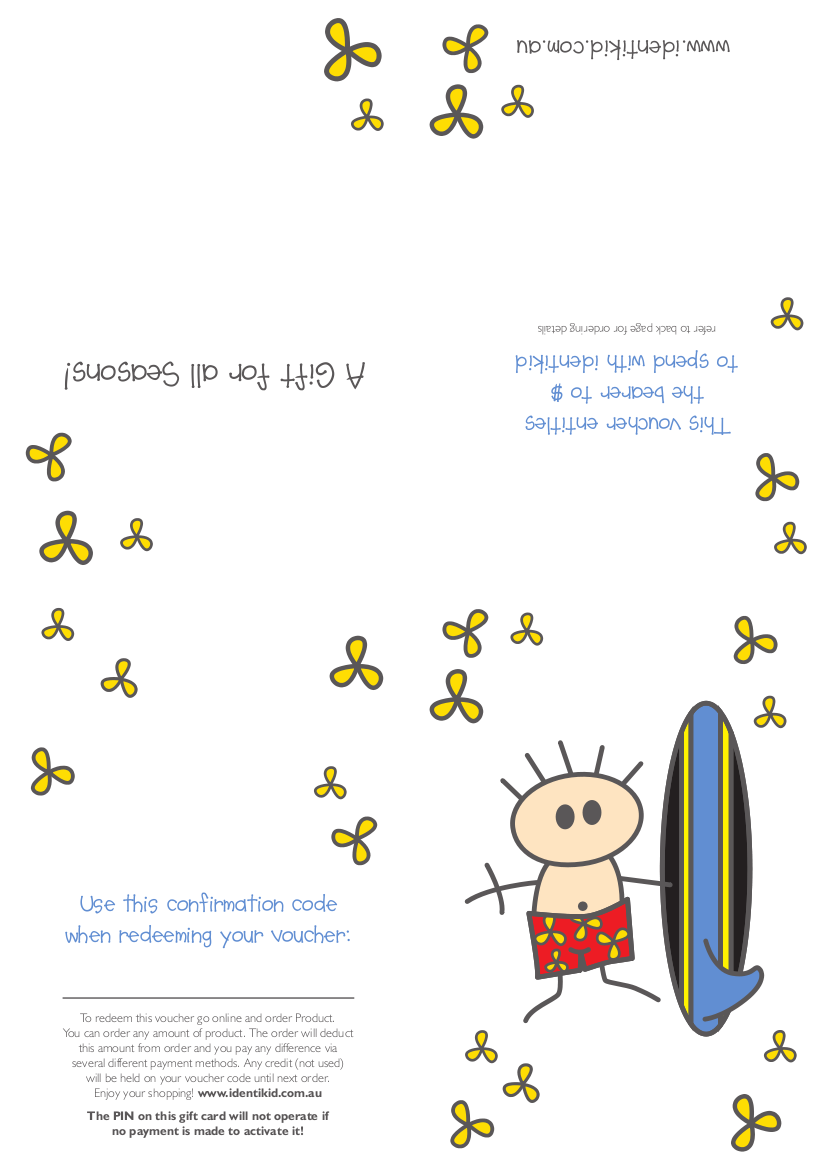 www.identikid.com.au
A Gift for all Seasons!
This voucher entitles
the bearer to $
to spend with identikid
refer to back page for ordering details
Use this confirmation code
when redeeming your voucher:
To redeem this voucher go online and order Product.
You can order any amount of product. The order will deduct
this amount from order and you pay any difference via
several different payment methods. Any credit (not used)
will be held on your voucher code until next order.
Enjoy your shopping! www.identikid.com.au
The PIN on this gift card will not operate if
no payment is made to activate it!